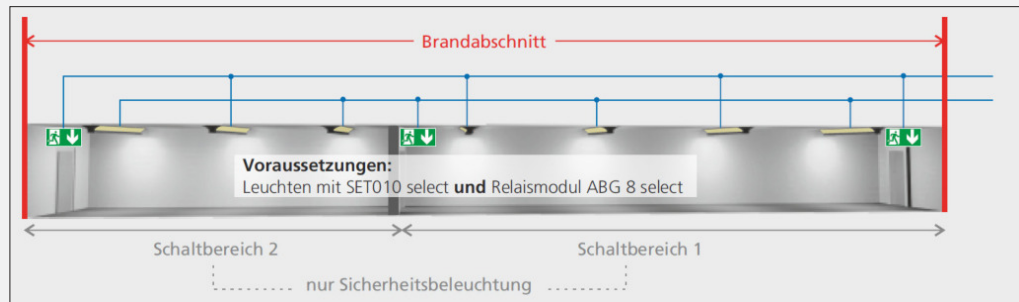 Brandabschnitt
Voraussetzungen:
Leuchten mit SET010 select und Relaismodul ABG 8 select
Schaltbereich 2
Schaltbereich 1
nur Sicherheitsbeleuchtung